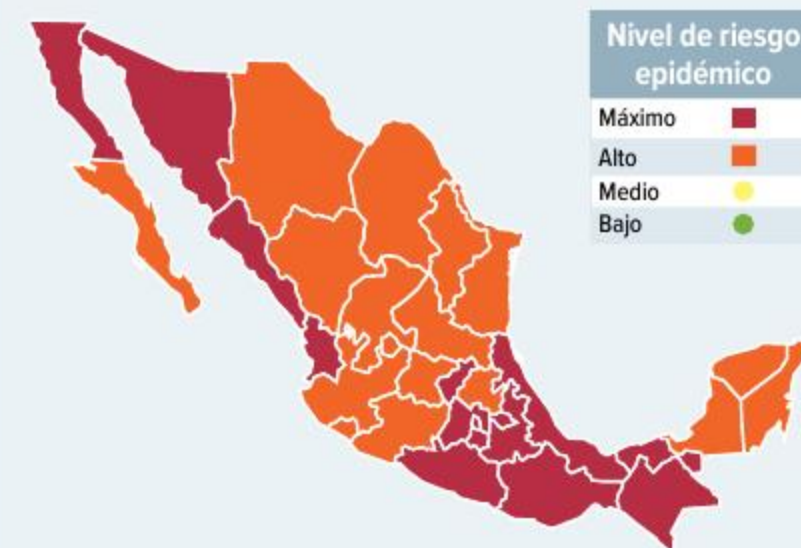 Nivel de riesgo
epidémico
Máximo
Alto
Medio
Bajo